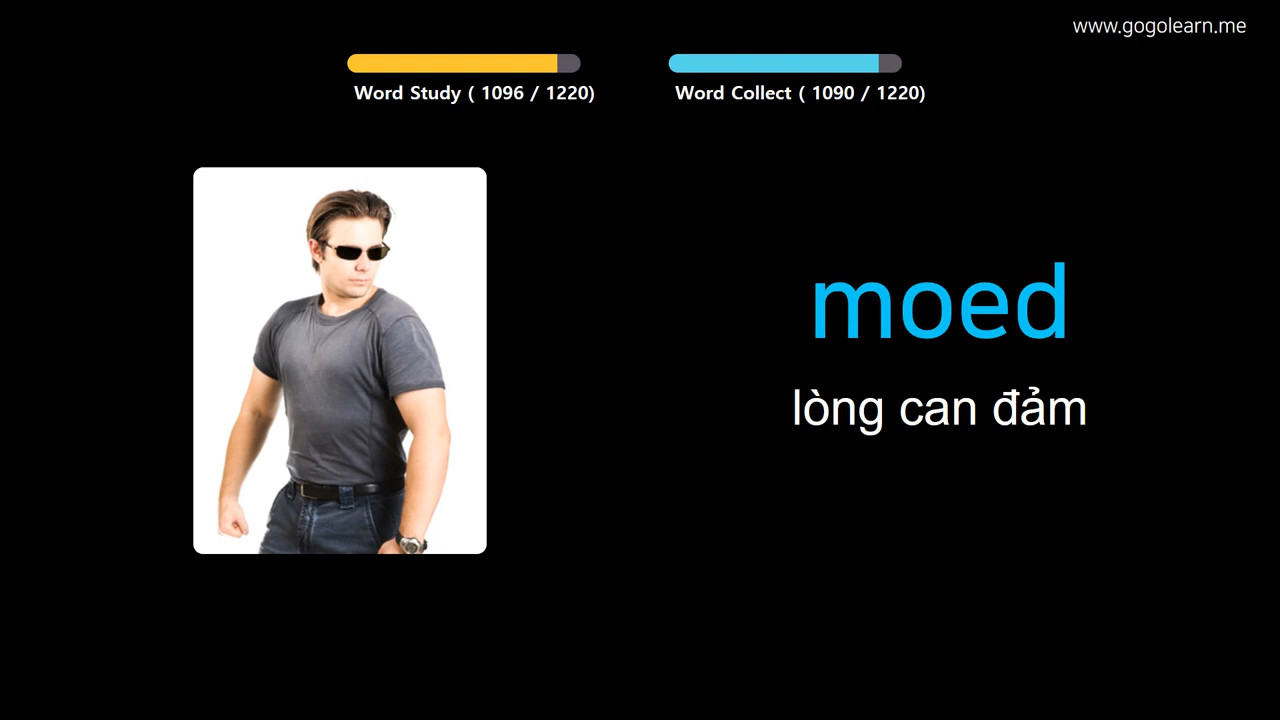 www.gogolearn.me
Word Study ( 1096 / 1220)
Word Collect ( 1090 / 1220)
moed
lòng can đảm